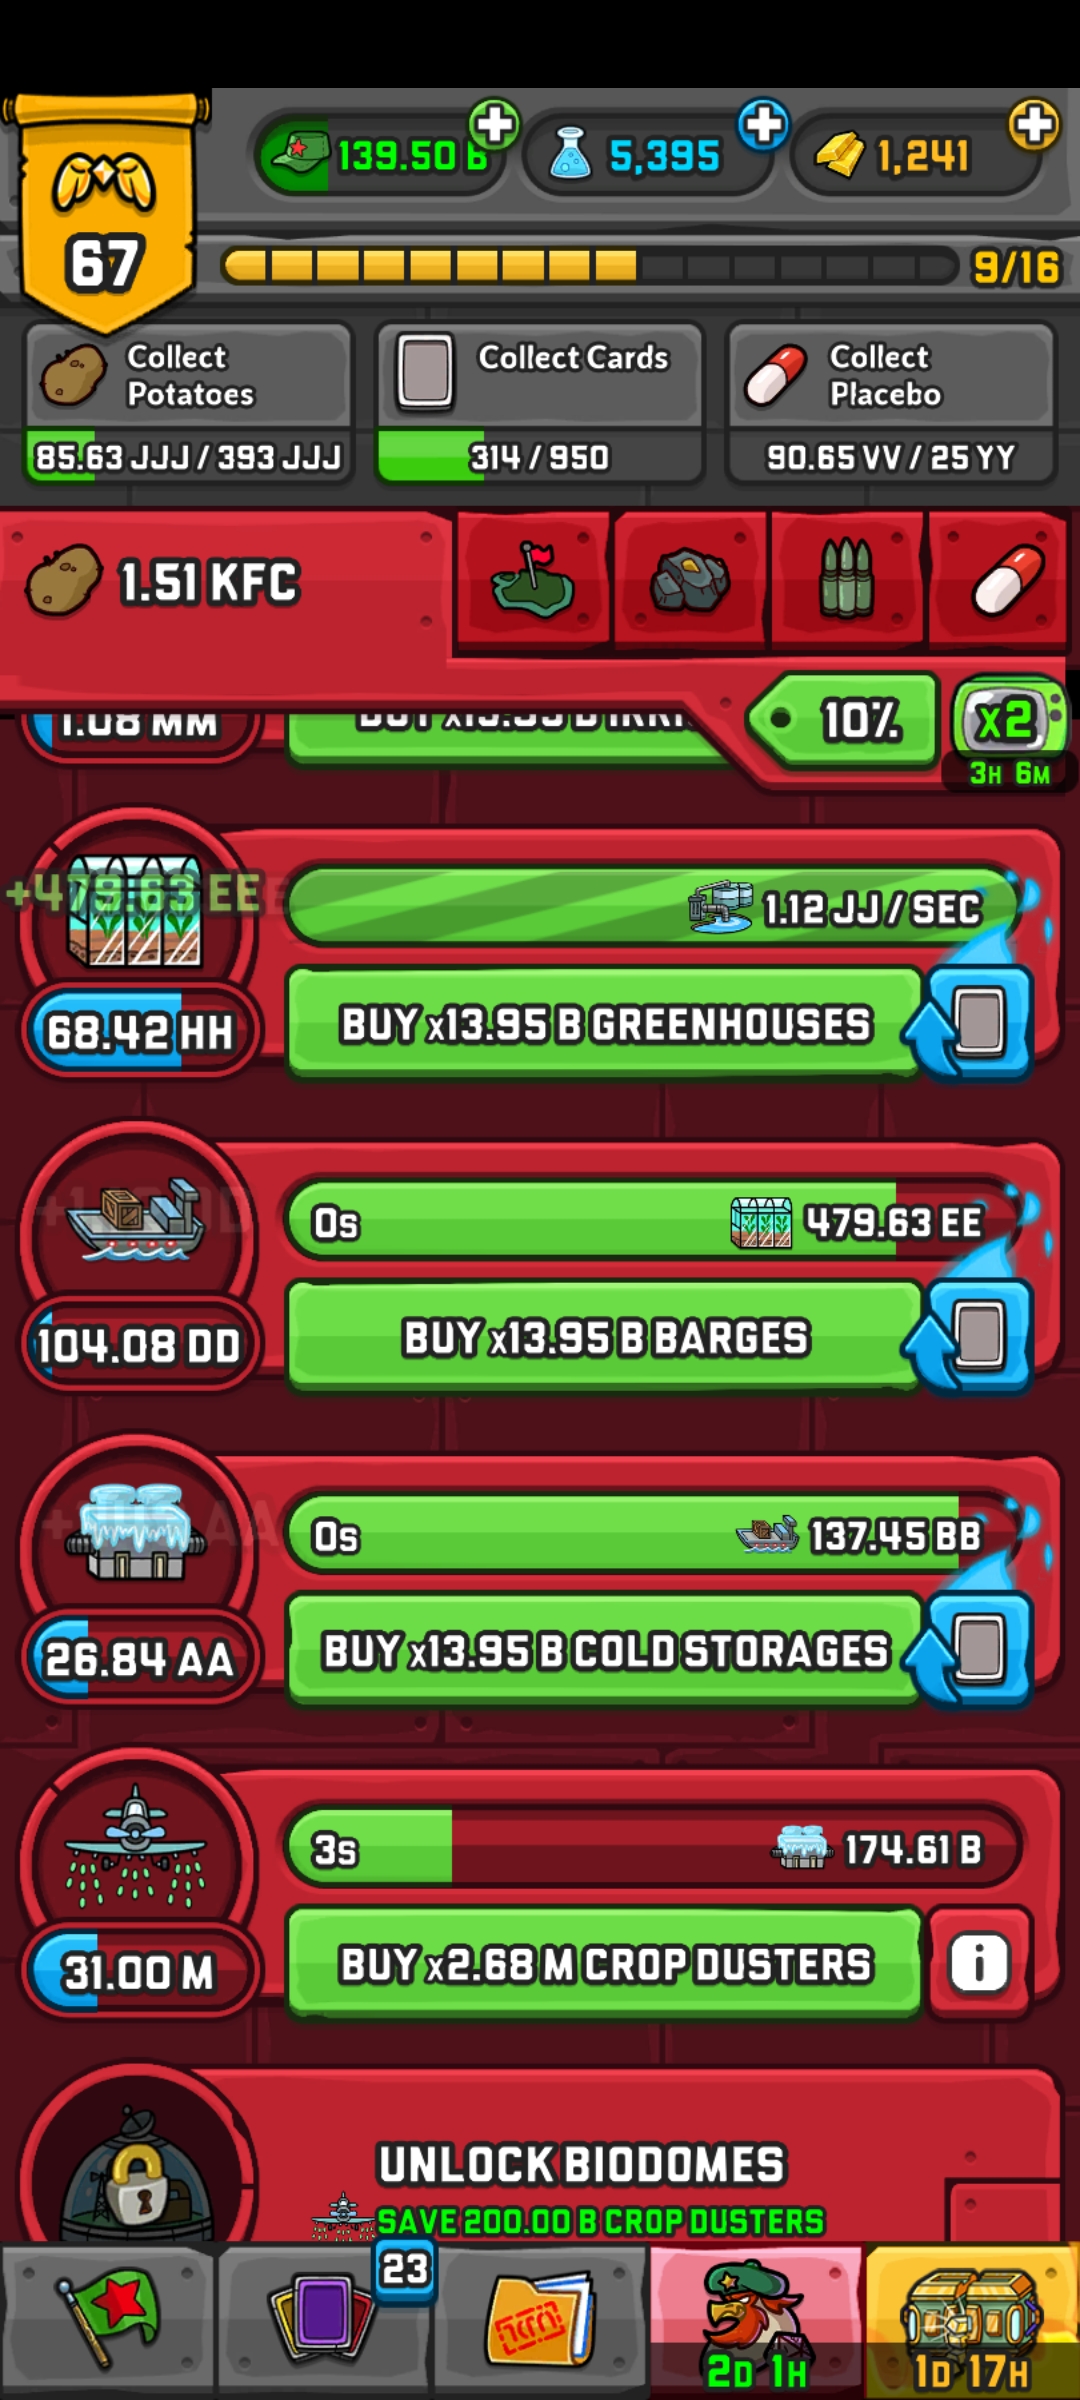 139.50 B
5,395
1,241
67
9/16
Collect
Potatoes
85.63 JJJ / 393 JJJ
Collect Cards
314 / 950
Collect
Placebo
90.65 VV / 25 YY
1.51 KFC
10%
x2
3H 6M
1.08 MM
+479.63 EE
1.12 JJ / SEC
68.42 HH
BUY x13.95 B GREENHOUSES
0s
479.63 EE
104.08 DD
BUY x13.95 B BARGES
0s
137.45 BB
26.84 AA
BUY x13.95 B COLD STORAGES
3s
174.61 B
31.00 M
BUY x2.68 M CROP DUSTERS
i
UNLOCK BIODOMES
SAVE 200.00 B CROP DUSTERS
23
2D 1H
1D 17H